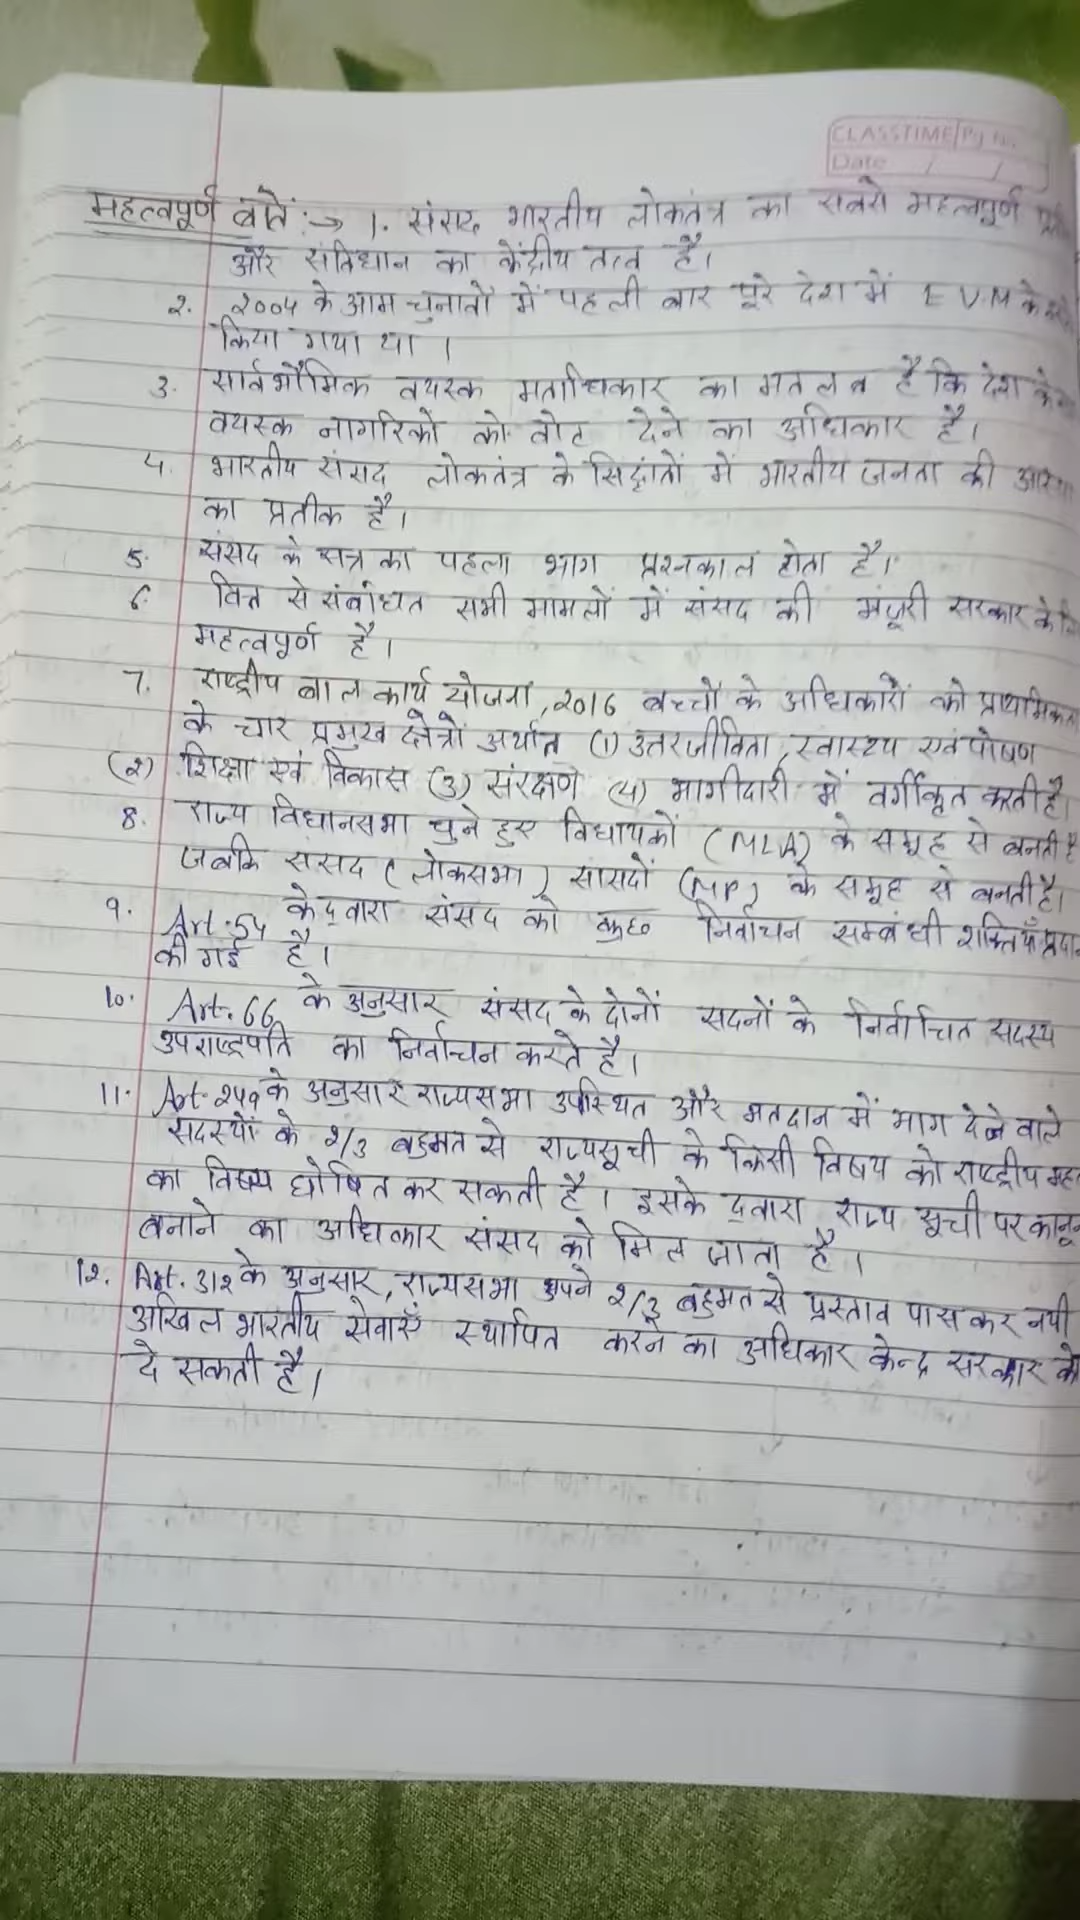 CLASSTIME Pg No.
Date / /
महत्वपूर्ण बातें :→ 1. संसद भारतीय लोकतंत्र का सबसे महत्वपूर्ण
और संविधान का केंद्रीय तत्व है।
2. 2004 के आम चुनावों में पहली बार पूरे देश में EVM के
किया गया था ।
3. सार्वभौमिक वयस्क मताधिकार का मतलब है कि देश के
वयस्क नागरिकों को वोट देने का अधिकार है।
4. भारतीय संसद लोकतंत्र के सिद्धांतों में भारतीय जनता की
का प्रतीक है।
5. संसद के सत्र का पहला भाग प्रश्नकाल होता है।
6. वित्त से संबंधित सभी मामलों में संसद की मंजूरी सरकार के
महत्वपूर्ण है।
7. राष्ट्रीय बाल कार्य योजना, 2016 बच्चों के अधिकारों को
के चार प्रमुख क्षेत्रों अर्थात (1) उत्तरजीविता, स्वास्थ्य एवं पोषण
(2) शिक्षा एवं विकास (3) संरक्षण (4) भागीदारी में वर्गीकृत करती है।
8. राज्य विधानसभा चुने हुए विधायकों (MLA) के समूह से बनती है
जबकि संसद (लोकसभा) सांसदों (MP) के समूह से बनती है।
9. Art.54 के द्वारा संसद को कुछ निर्वाचन सम्बंधी शक्तियाँ
की गई है।
10. Art.66 के अनुसार संसद के दोनों सदनों के निर्वाचित सदस्य
उपराष्ट्रपति का निर्वाचन करते है।
11. Art.249 के अनुसार राज्यसभा उपस्थित और मतदान में भाग देने वाले
सदस्यों के 2/3 बहुमत से राज्यसूची के किसी विषय को राष्ट्रीय
का विषय घोषित कर सकती है। इसके द्वारा राज्य सूची पर कानून
बनाने का अधिकार संसद को मिल जाता है।
12. Art.312 के अनुसार, राज्यसभा अपने 2/3 बहुमत से प्रस्ताव पास कर नयी
अखिल भारतीय सेवाएँ स्थापित करने का अधिकार केन्द्र सरकार को
दे सकती है।